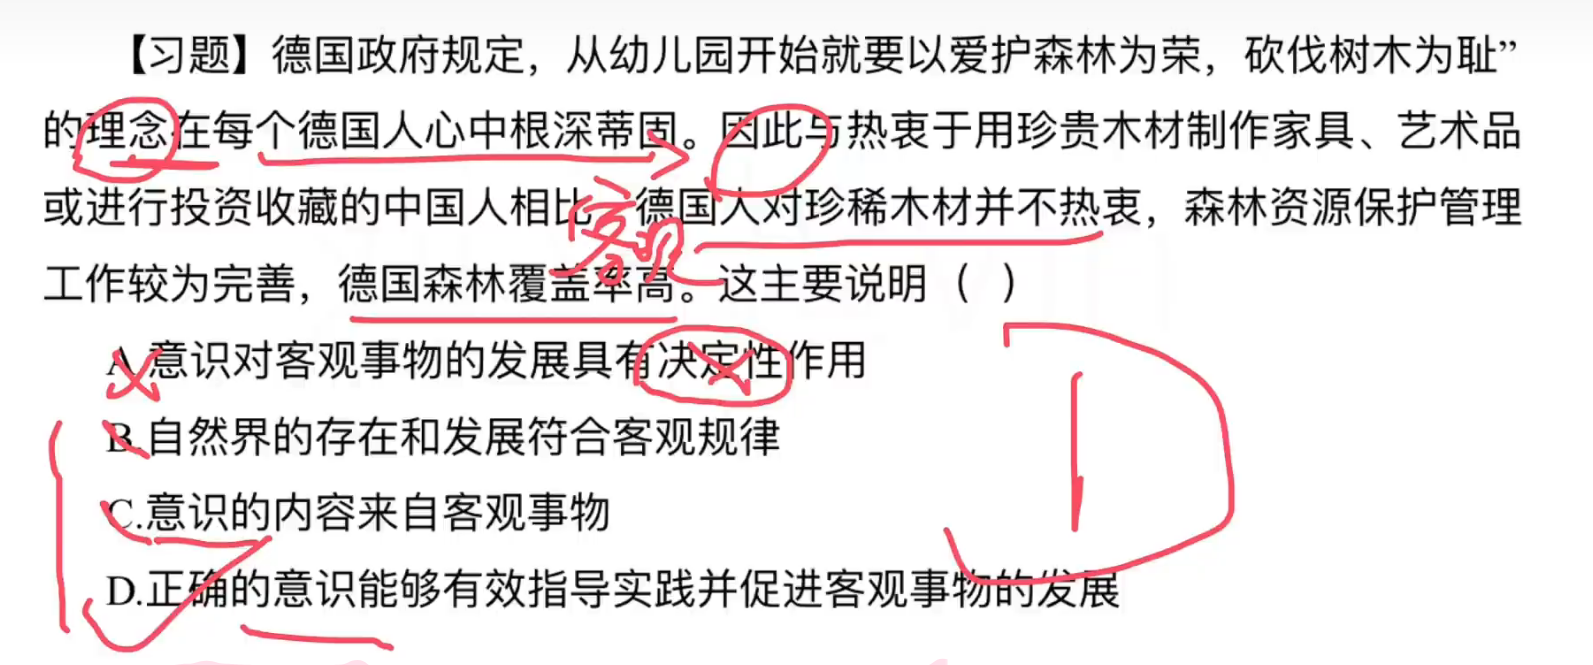 【习题】德国政府规定，从幼儿园开始就要以爱护森林为荣，砍伐树木为耻”
的理念在每个德国人心中根深蒂固。因此与热衷于用珍贵木材制作家具、艺术品
或进行投资收藏的中国人相比，德国人对珍稀木材并不热衷，森林资源保护管理
工作较为完善，德国森林覆盖率高。这主要说明（ ）
客观
A.意识对客观事物的发展具有决定性作用
B.自然界的存在和发展符合客观规律
C.意识的内容来自客观事物
D.正确的意识能够有效指导实践并促进客观事物的发展
D